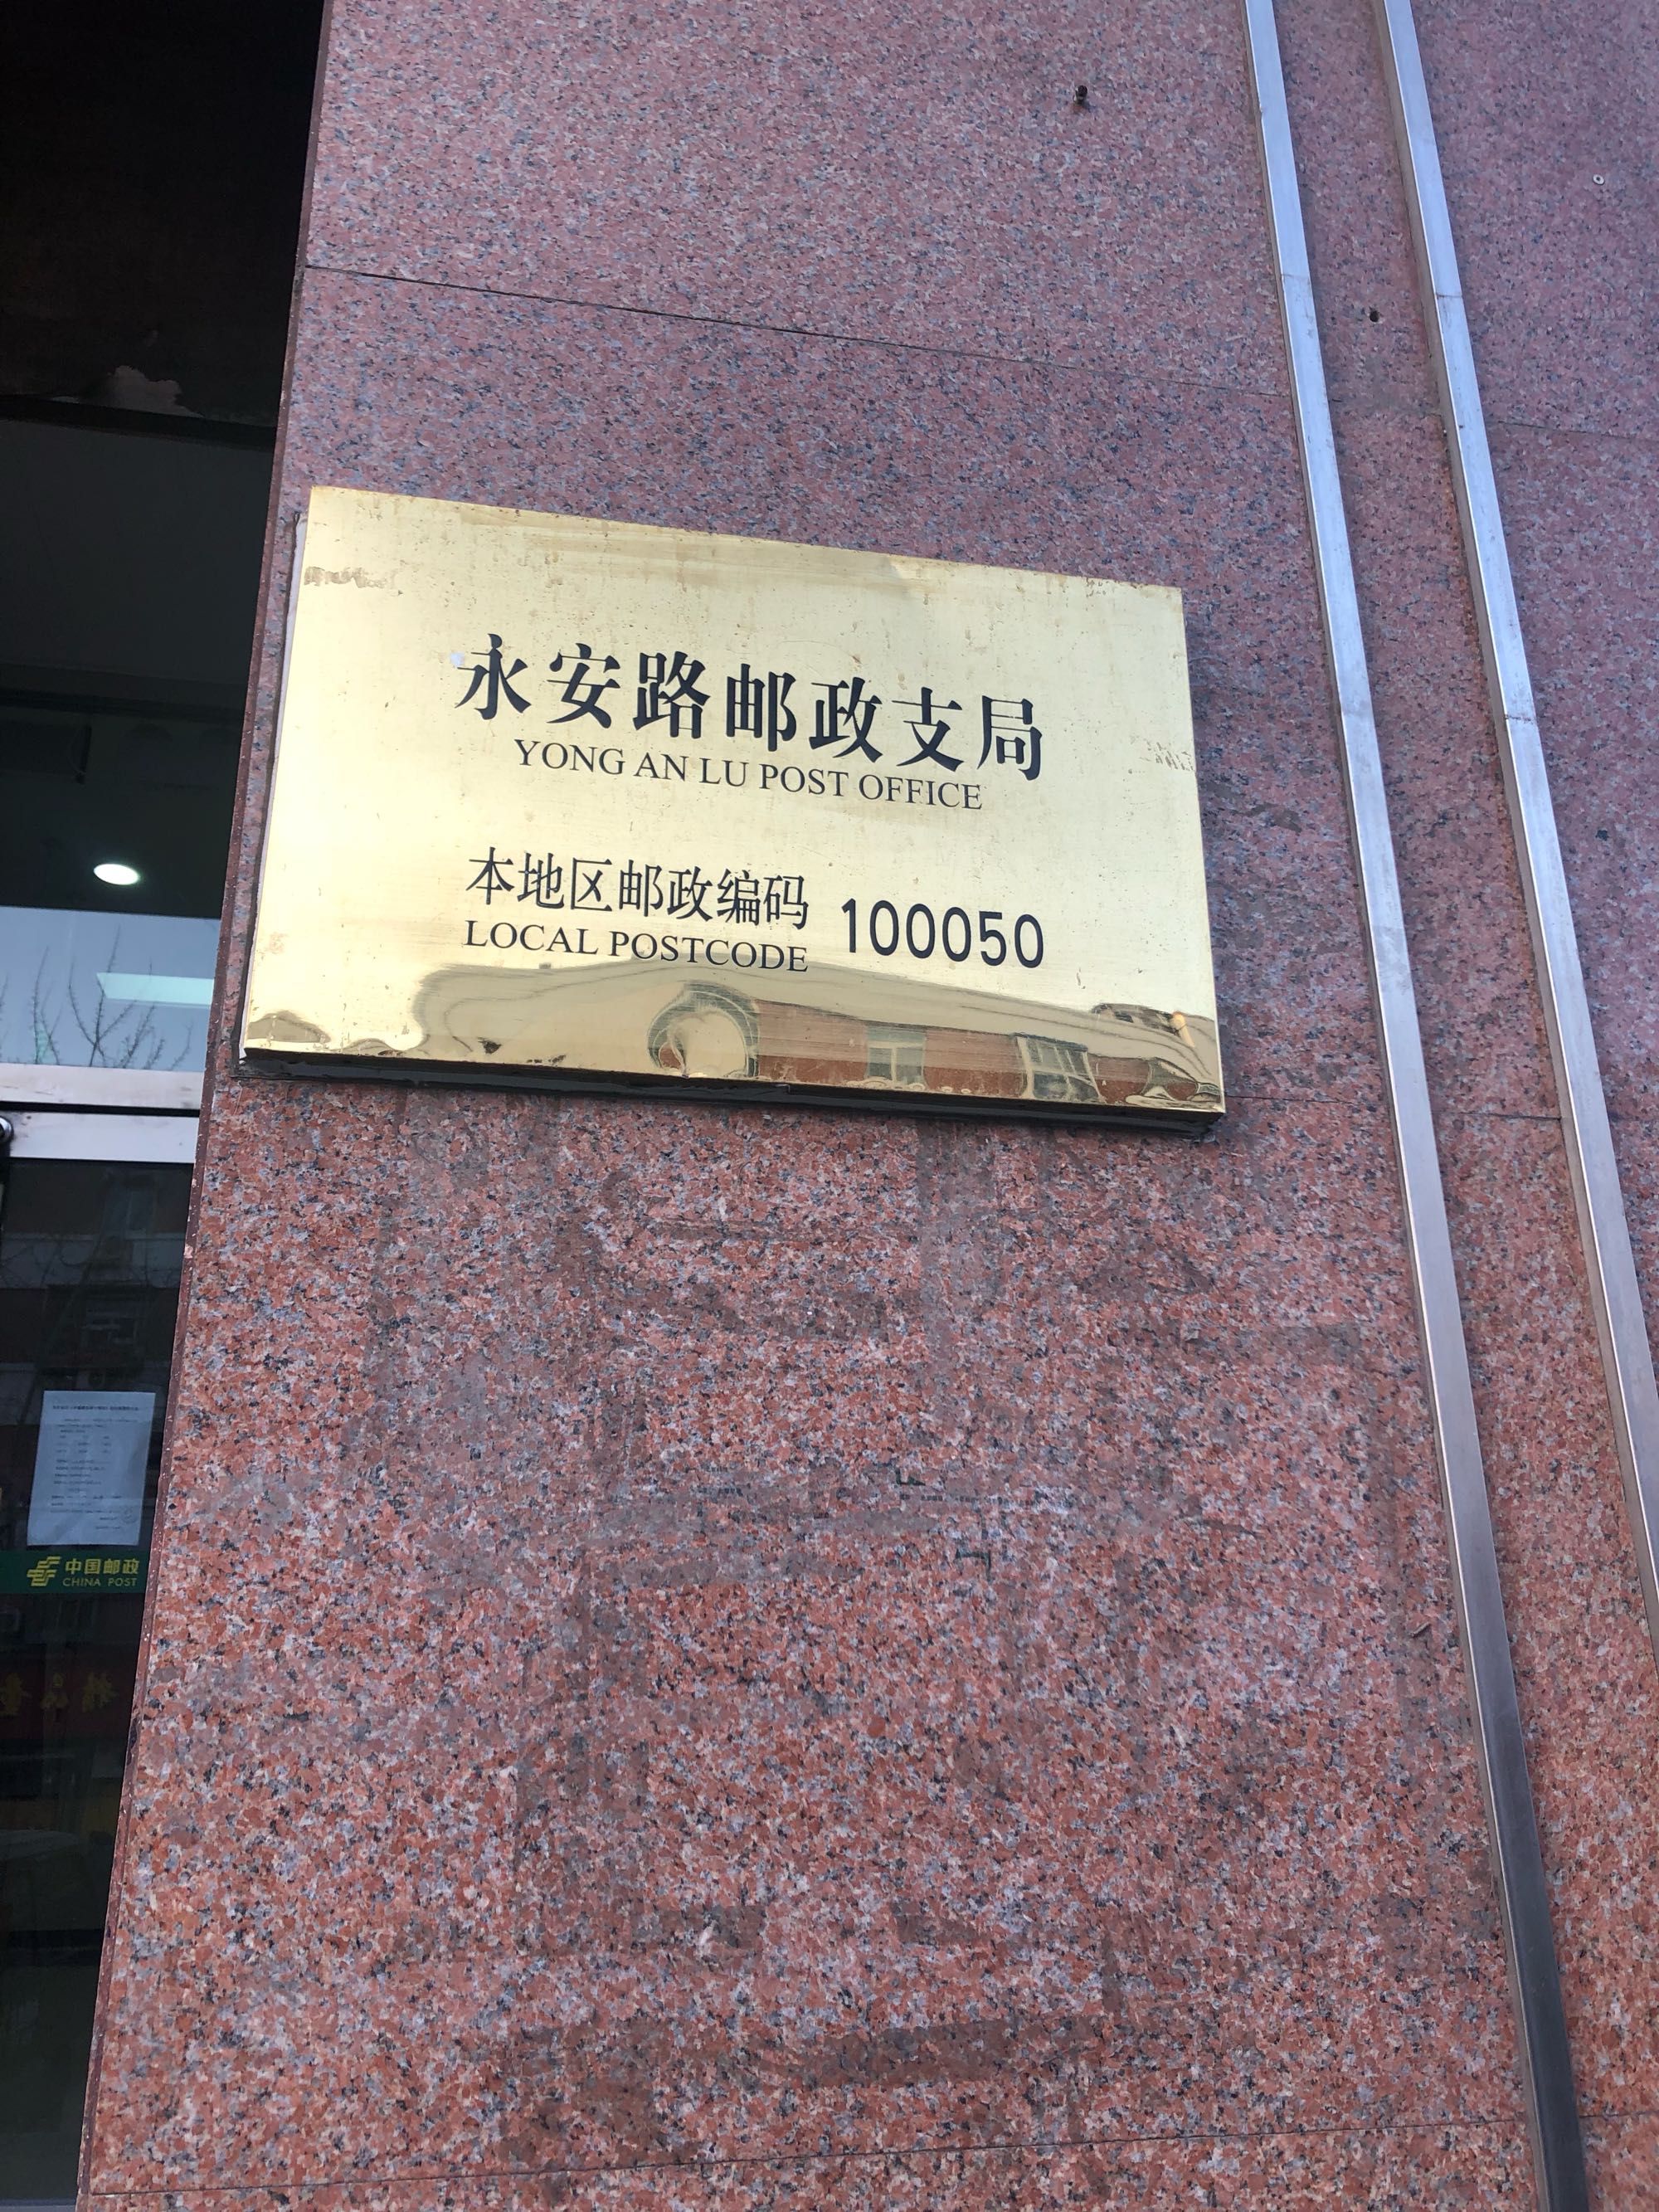 永安路邮政支局
YONG AN LU POST OFFICE
本地区邮政编码 100050
LOCAL POSTCODE
中国邮政
CHINA POST